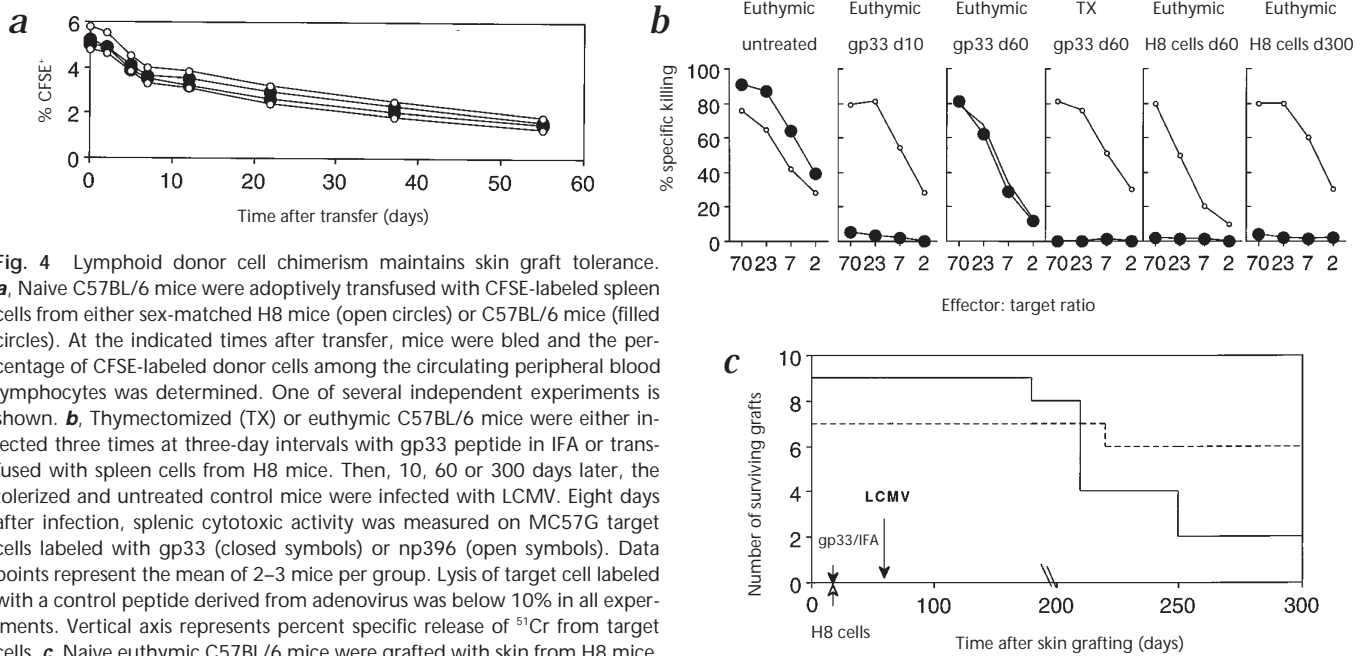 a
% CFSE+
6
4
2
0
0 10 20 30 40 50 60
Time after transfer (days)
Fig. 4 Lymphoid donor cell chimerism maintains skin graft tolerance.
a, Naive C57BL/6 mice were adoptively transfused with CFSE-labeled spleen
cells from either sex-matched H8 mice (open circles) or C57BL/6 mice (filled
circles). At the indicated times after transfer, mice were bled and the per-
centage of CFSE-labeled donor cells among the circulating peripheral blood
lymphocytes was determined. One of several independent experiments is
shown. b, Thymectomized (TX) or euthymic C57BL/6 mice were either in-
jected three times at three-day intervals with gp33 peptide in IFA or trans-
fused with spleen cells from H8 mice. Then, 10, 60 or 300 days later, the
tolerized and untreated control mice were infected with LCMV. Eight days
after infection, splenic cytotoxic activity was measured on MC57G target
cells labeled with gp33 (closed symbols) or np396 (open symbols). Data
points represent the mean of 2–3 mice per group. Lysis of target cell labeled
with a control peptide derived from adenovirus was below 10% in all exper-
iments. Vertical axis represents percent specific release of 51Cr from target
cells. c, Naive euthymic C57BL/6 mice were grafted with skin from H8 mice.
b
Euthymic Euthymic Euthymic TX Euthymic Euthymic
untreated gp33 d10 gp33 d60 gp33 d60 H8 cells d60 H8 cells d300
% specific killing
100
80
60
40
20
0
70 23 7 2 70 23 7 2 70 23 7 2 70 23 7 2 70 23 7 2 70 23 7 2
Effector: target ratio
c
Number of surviving grafts
10
8
6
4
2
0
LCMV
gp33/IFA
0 100 200 250 300
H8 cells
Time after skin grafting (days)